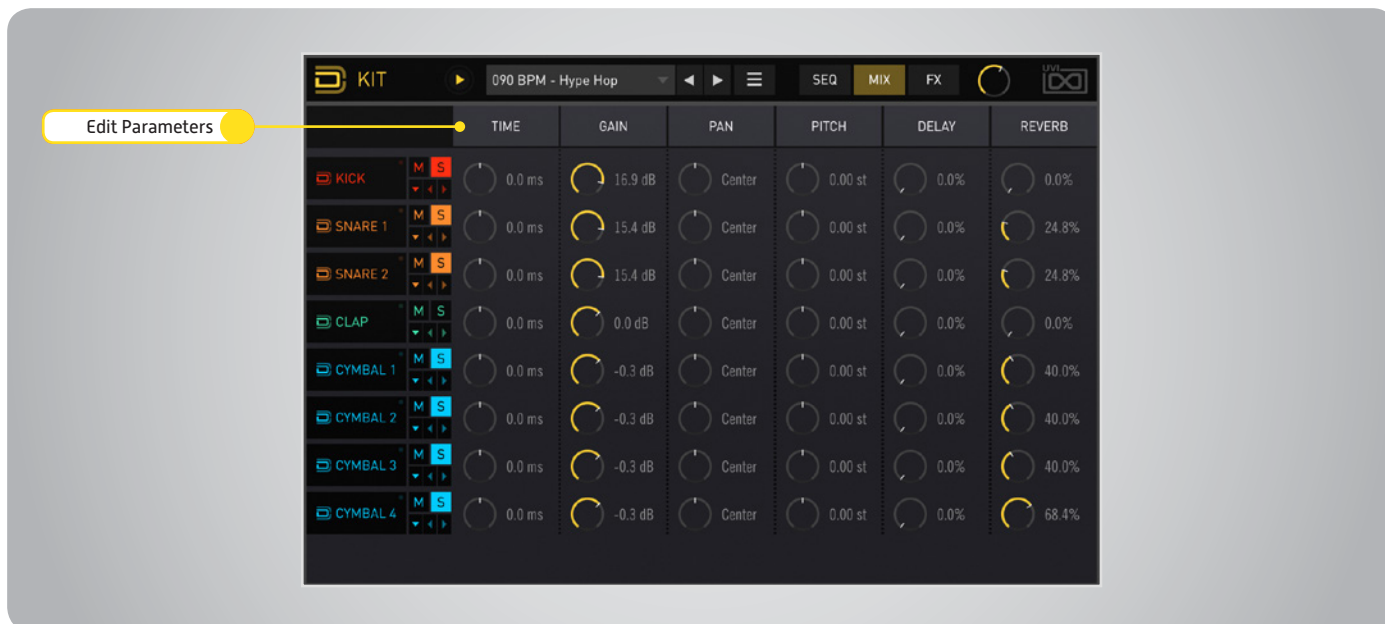 KIT 090 BPM - Hype Hop SEQ MIX FX UVI
Edit Parameters TIME GAIN PAN PITCH DELAY REVERB
KICK M S 0.0 ms 16.9 dB Center 0.00 st 0.0% 0.0%
SNARE 1 M S 0.0 ms 15.4 dB Center 0.00 st 0.0% 24.8%
SNARE 2 M S 0.0 ms 15.4 dB Center 0.00 st 0.0% 24.8%
CLAP M S 0.0 ms 0.0 dB Center 0.00 st 0.0% 0.0%
CYMBAL 1 M S 0.0 ms -0.3 dB Center 0.00 st 0.0% 40.0%
CYMBAL 2 M S 0.0 ms -0.3 dB Center 0.00 st 0.0% 40.0%
CYMBAL 3 M S 0.0 ms -0.3 dB Center 0.00 st 0.0% 40.0%
CYMBAL 4 M S 0.0 ms -0.3 dB Center 0.00 st 0.0% 68.4%